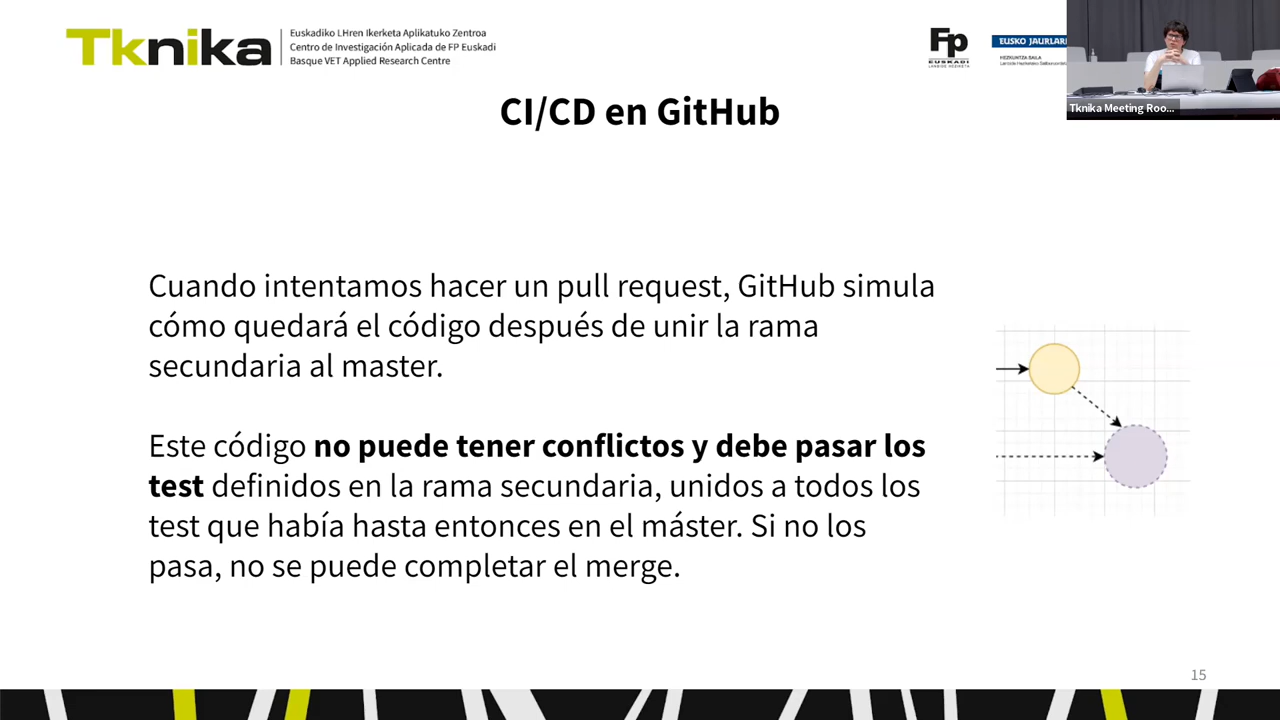 Tknika
Euskadiko LHren Ikerketa Aplikatuko Zentroa
Centro de Investigación Aplicada de FP Euskadi
Basque VET Applied Research Centre
Fp
EUSKADI
LANBIDE HEZIKETA
EUSKO JAURLARI
HEZKUNTZA SAILA
Tknika Meeting Roo...
CI/CD en GitHub
Cuando intentamos hacer un pull request, GitHub simula
cómo quedará el código después de unir la rama
secundaria al master.
Este código no puede tener conflictos y debe pasar los
test definidos en la rama secundaria, unidos a todos los
test que había hasta entonces en el máster. Si no los
pasa, no se puede completar el merge.
15